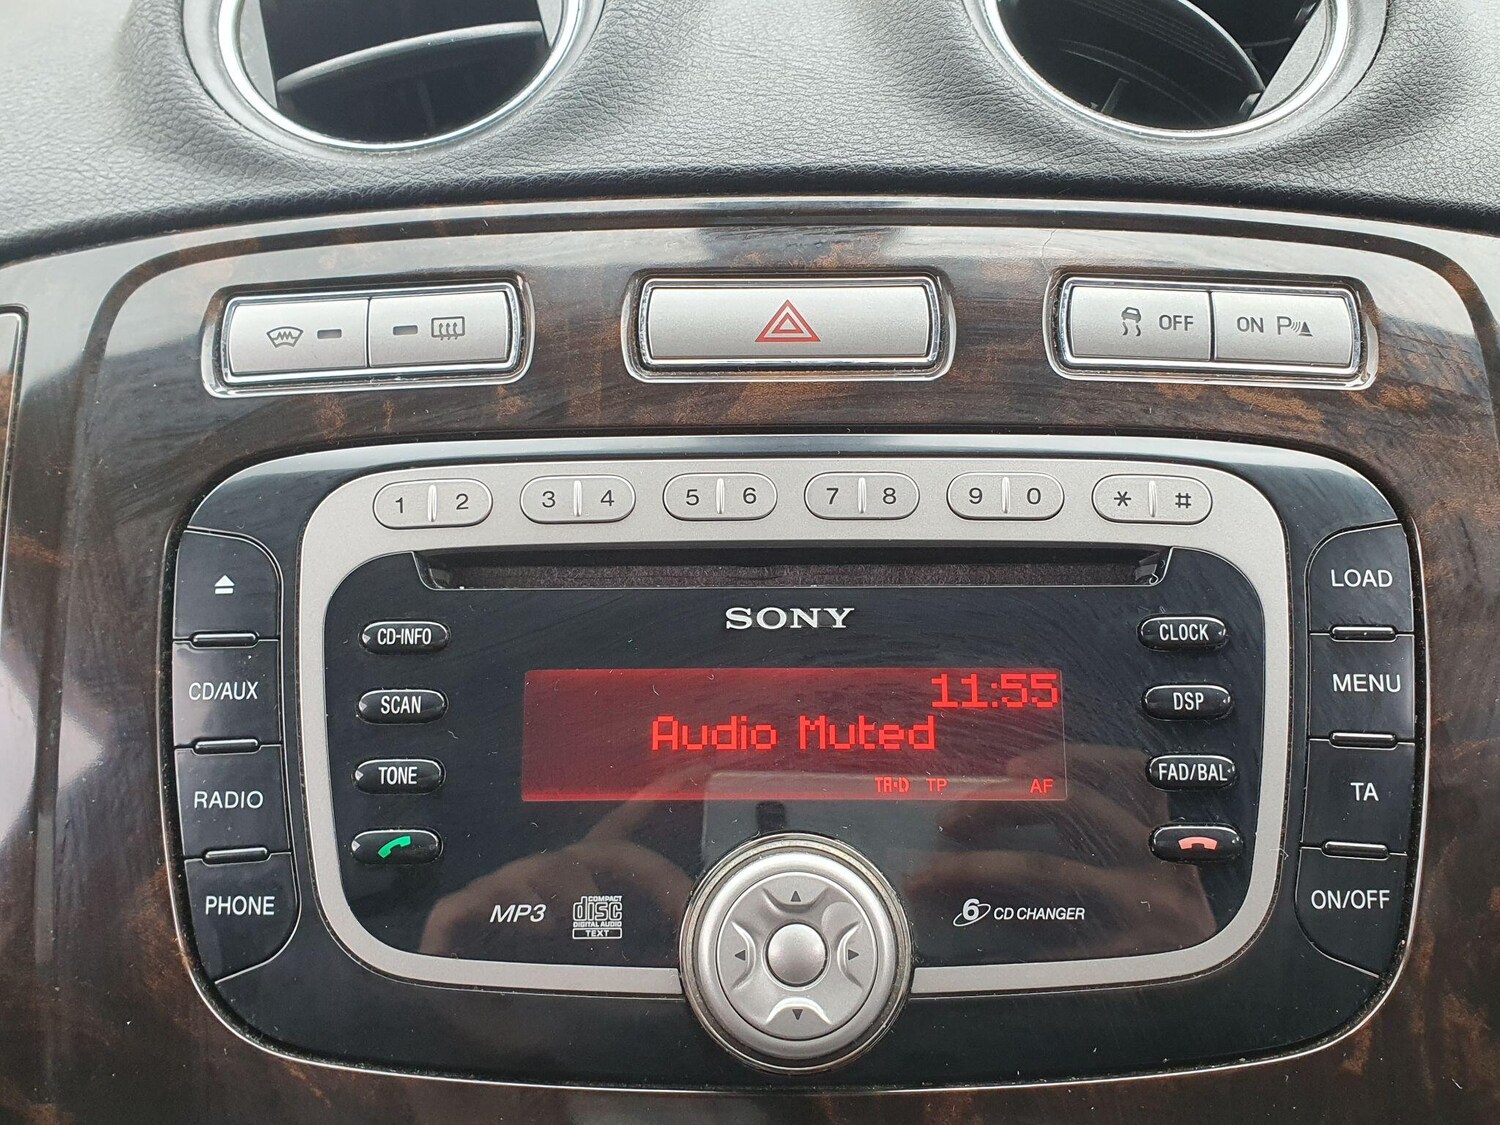 OFF
ON P
1 2 3 4 5 6 7 8 9 0 * #
SONY
CD-INFO
SCAN
TONE
CD/AUX
RADIO
PHONE
11:55
Audio Muted
TA·D TP AF
CLOCK
DSP
FAD/BAL
LOAD
MENU
TA
ON/OFF
MP3
COMPACT
disc
DIGITAL AUDIO
TEXT
6 CD CHANGER